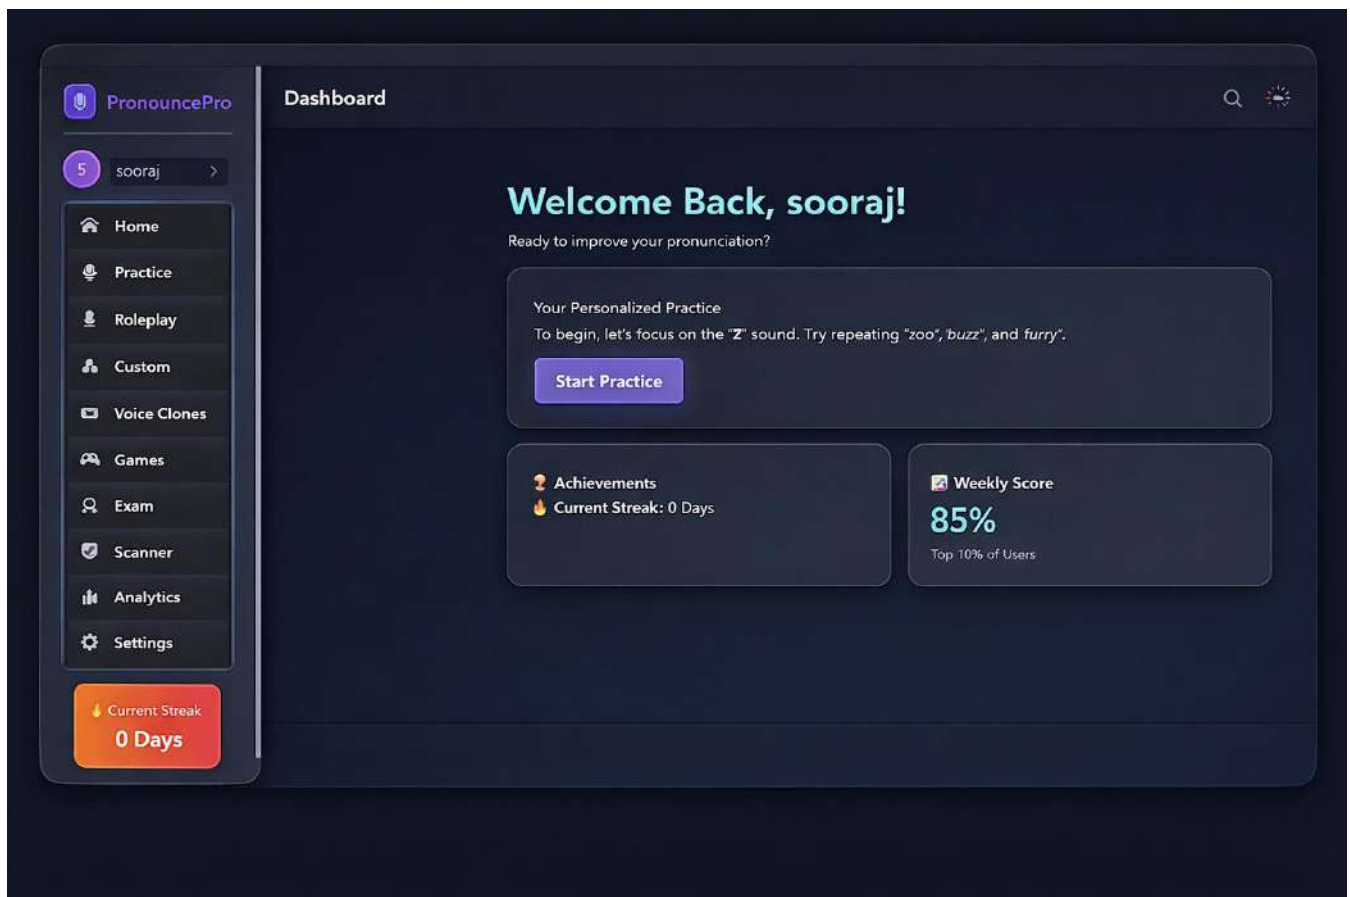 PronouncePro
Dashboard
5
sooraj
Home
Practice
Roleplay
Custom
Voice Clones
Games
Exam
Scanner
Analytics
Settings
Current Streak
0 Days
Welcome Back, sooraj!
Ready to improve your pronunciation?
Your Personalized Practice
To begin, let's focus on the "Z" sound. Try repeating "zoo", 'buzz", and furry".
Start Practice
Achievements
Current Streak: 0 Days
Weekly Score
85%
Top 10% of Users